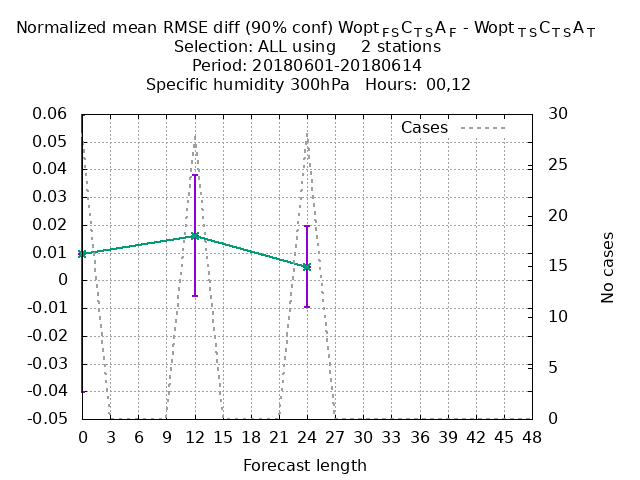 Normalized mean RMSE diff (90% conf) Wopt FS C TS A F - Wopt TS C TS A T
Selection: ALL using 2 stations
Period: 20180601-20180614
Specific humidity 300hPa Hours: 00,12
Cases
0.06
0.05
0.04
0.03
0.02
0.01
0
-0.01
-0.02
-0.03
-0.04
-0.05
30
25
20
15
10
5
0
No cases
0 3 6 9 12 15 18 21 24 27 30 33 36 39 42 45 48
Forecast length